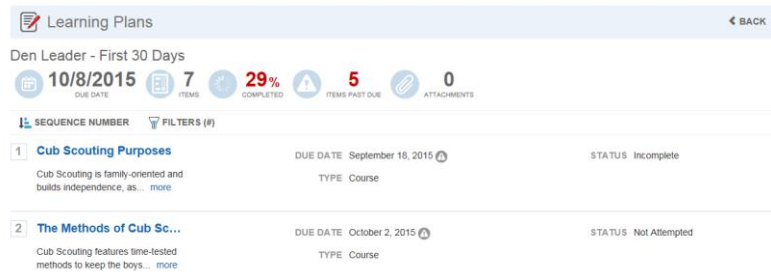 Learning Plans
BACK
Den Leader - First 30 Days
10/8/2015 7 29% 5 0
DUE DATE ITEMS COMPLETED ITEMS PAST DUE ATTACHMENTS
SEQUENCE NUMBER FILTERS (#)
1 Cub Scouting Purposes DUE DATE September 18, 2015 STATUS Incomplete
Cub Scouting is family-oriented and TYPE Course
builds independence, as... more
2 The Methods of Cub Sc... DUE DATE October 2, 2015 STATUS Not Attempted
Cub Scouting features time-tested TYPE Course
methods to keep the boys... more